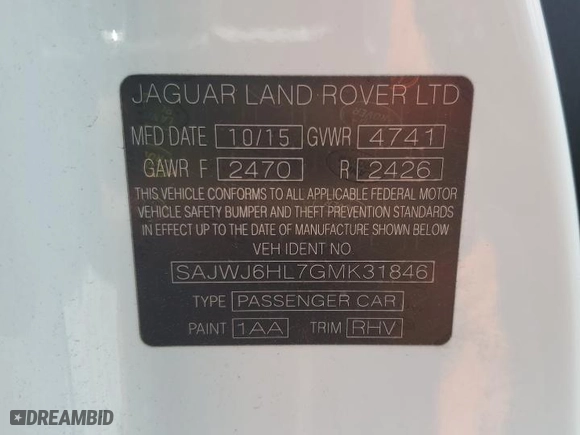 JAGUAR LAND ROVER LTD
MFD DATE 10/15 GVWR 4741
GAWR F 2470 R 2426
THIS VEHICLE CONFORMS TO ALL APPLICABLE FEDERAL MOTOR
VEHICLE SAFETY BUMPER AND THEFT PREVENTION STANDARDS
IN EFFECT UP TO THE DATE OF MANUFACTURE SHOWN ABOVE.
VEH IDENT NO.
SAJWJ6HL7GMK31846
TYPE PASSENGER CAR
PAINT 1AA TRIM RHV
DREAMBID